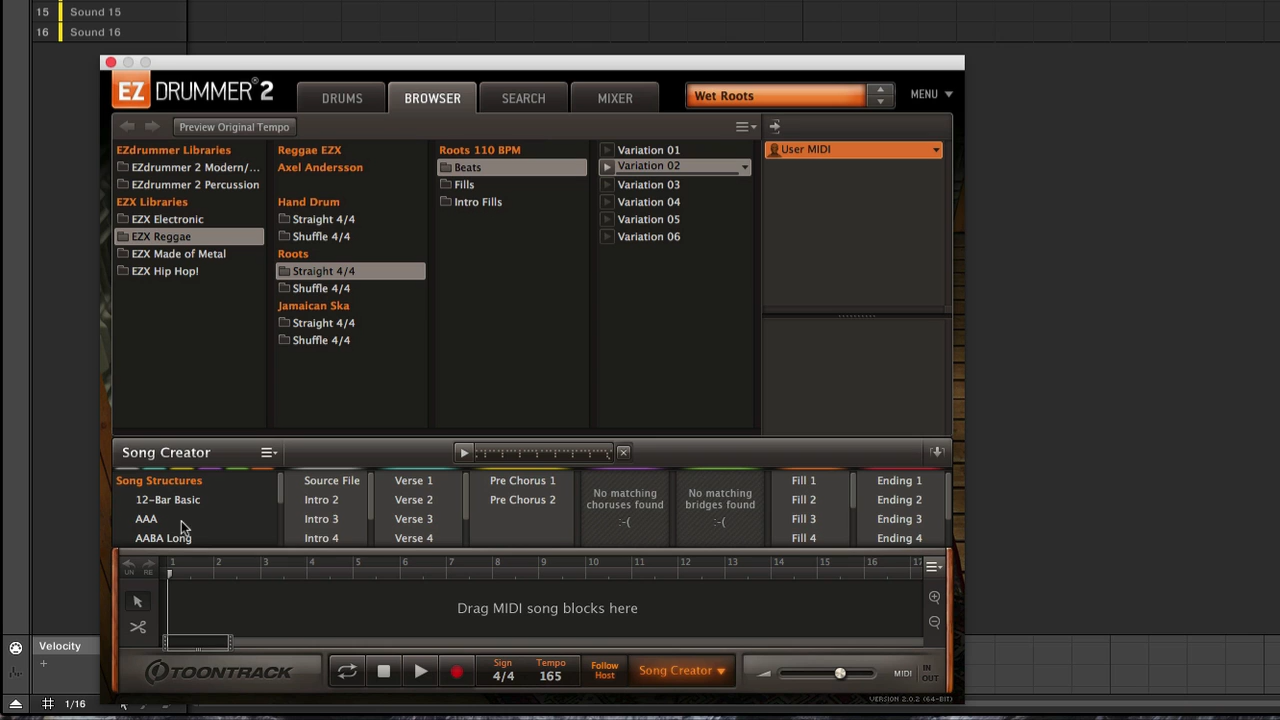 15 Sound 15
16 Sound 16
EZ DRUMMER® 2
DRUMS
BROWSER
SEARCH
MIXER
Wet Roots
MENU
Preview Original Tempo
EZdrummer Libraries
EZdrummer 2 Modern/...
EZdrummer 2 Percussion
EZX Libraries
EZX Electronic
EZX Reggae
EZX Made of Metal
EZX Hip Hop!
Reggae EZX
Axel Andersson
Hand Drum
Straight 4/4
Shuffle 4/4
Roots
Straight 4/4
Shuffle 4/4
Jamaican Ska
Straight 4/4
Shuffle 4/4
Roots 110 BPM
Beats
Fills
Intro Fills
Variation 01
Variation 02
Variation 03
Variation 04
Variation 05
Variation 06
User MIDI
Song Creator
Song Structures
12-Bar Basic
AAA
AABA Long
Source File
Intro 2
Intro 3
Intro 4
Verse 1
Verse 2
Verse 3
Verse 4
Pre Chorus 1
Pre Chorus 2
No matching
choruses found
:-(
No matching
bridges found
:-(
Fill 1
Fill 2
Fill 3
Fill 4
Ending 1
Ending 2
Ending 3
Ending 4
UN RE
1 2 3 4 5 6 7 8 9 10 11 12 13 14 15 16 17
Drag MIDI song blocks here
Velocity
+
TOONTRACK
Sign
4/4
Tempo
165
Follow
Host
Song Creator
MIDI
IN
OUT
VERSION 2.0.2 (64-BIT)
1/16